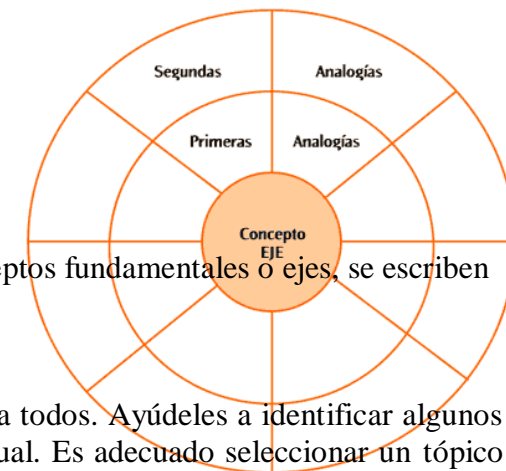 Segundas Analogías
Primeras Analogías
Concepto
EJE
ptos fundamentales o ejes, se escriben
a todos. Ayúdeles a identificar algunos
ual. Es adecuado seleccionar un tópico